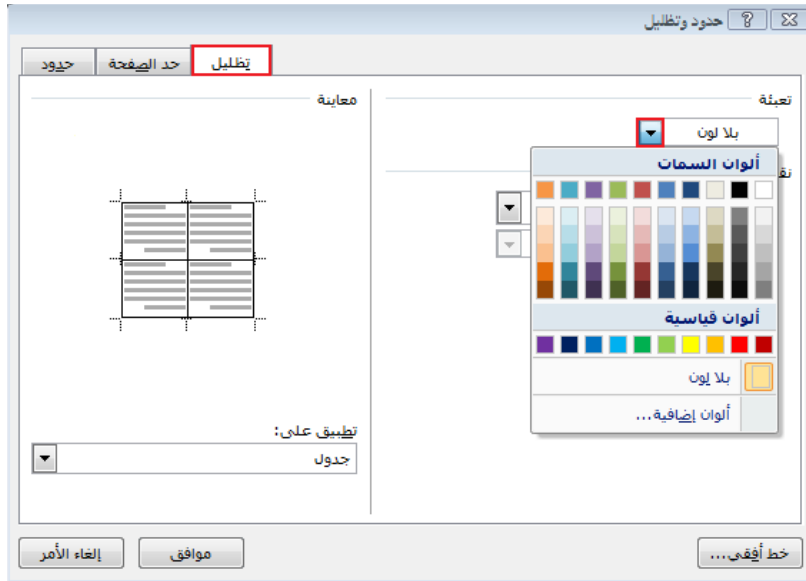 حدود وتظليل
حدود
حد الصفحة
تظليل
تعبئة
بلا لون
نق
ألوان السمات
ألوان قياسية
بلا لون
ألوان إضافية...
معاينة
تطبيق على:
جدول
خط أفقي...
موافق
إلغاء الأمر